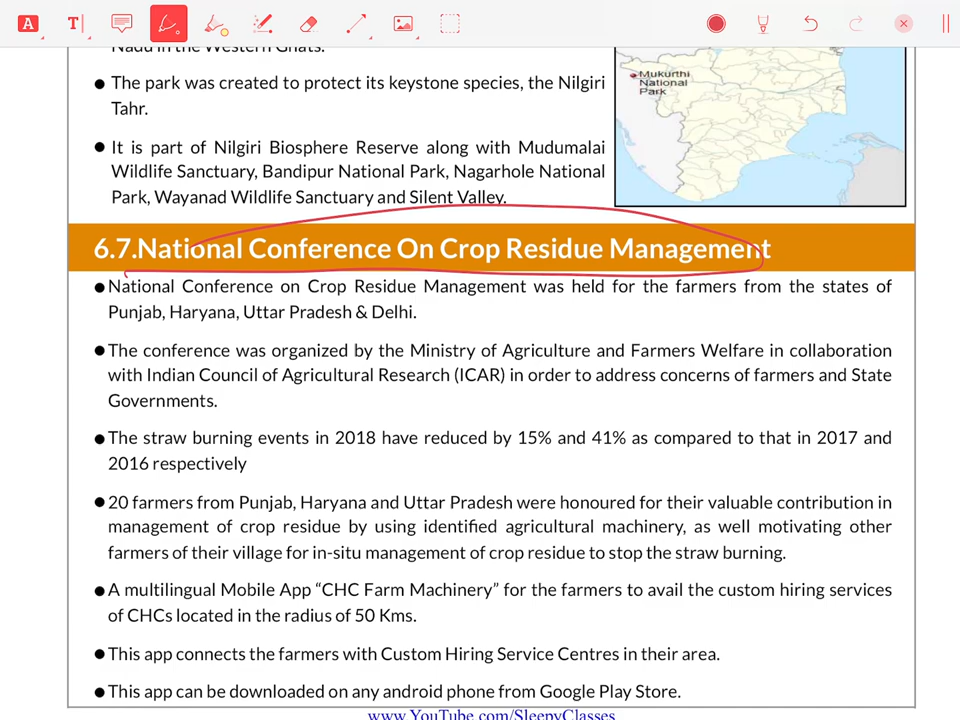 A T
Nadu in the Western Ghats.
● The park was created to protect its keystone species, the Nilgiri
Tahr.
● It is part of Nilgiri Biosphere Reserve along with Mudumalai
Wildlife Sanctuary, Bandipur National Park, Nagarhole National
Park, Wayanad Wildlife Sanctuary and Silent Valley.
Mukurthi
National
Park
6.7.National Conference On Crop Residue Management
●National Conference on Crop Residue Management was held for the farmers from the states of
Punjab, Haryana, Uttar Pradesh & Delhi.
●The conference was organized by the Ministry of Agriculture and Farmers Welfare in collaboration
with Indian Council of Agricultural Research (ICAR) in order to address concerns of farmers and State
Governments.
●The straw burning events in 2018 have reduced by 15% and 41% as compared to that in 2017 and
2016 respectively
●20 farmers from Punjab, Haryana and Uttar Pradesh were honoured for their valuable contribution in
management of crop residue by using identified agricultural machinery, as well motivating other
farmers of their village for in-situ management of crop residue to stop the straw burning.
●A multilingual Mobile App “CHC Farm Machinery” for the farmers to avail the custom hiring services
of CHCs located in the radius of 50 Kms.
●This app connects the farmers with Custom Hiring Service Centres in their area.
●This app can be downloaded on any android phone from Google Play Store.
www.YouTube.com/SleepyClasses